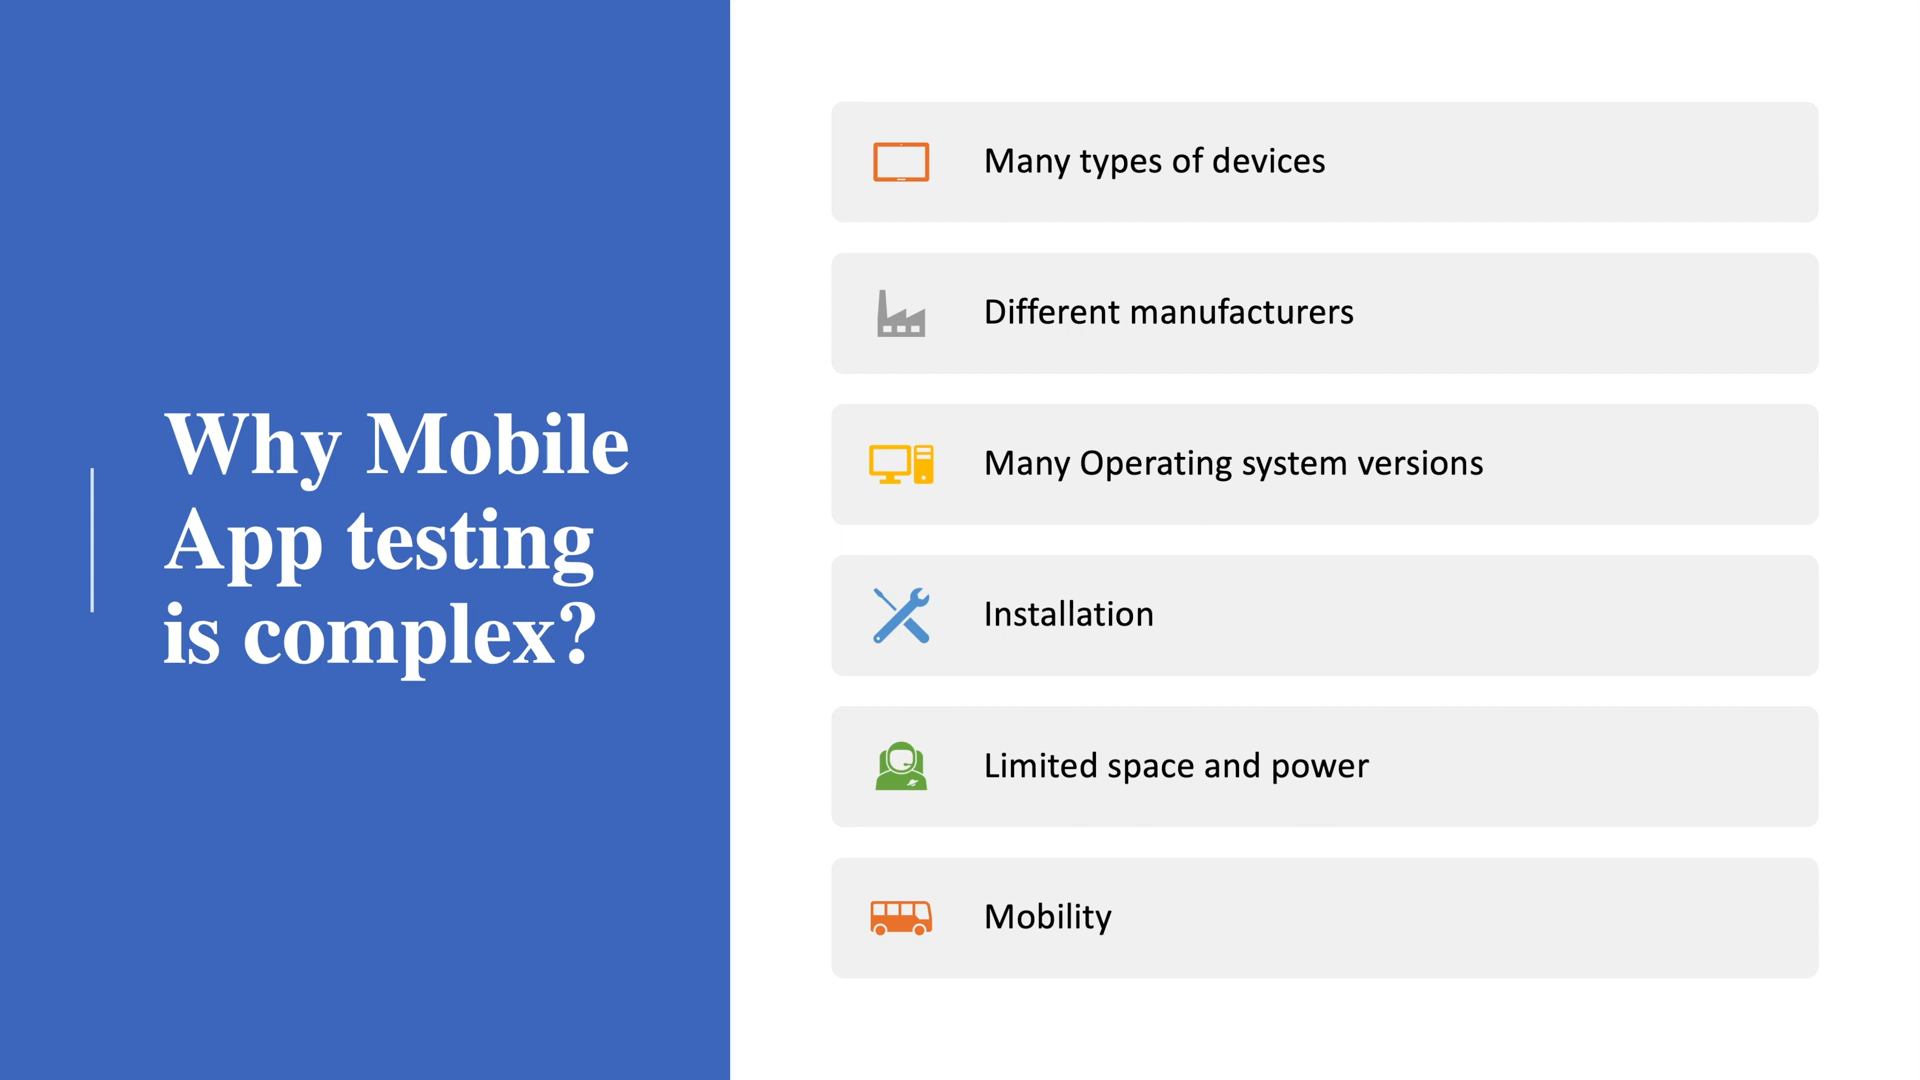 Why Mobile
App testing
is complex?
Many types of devices
Different manufacturers
Many Operating system versions
Installation
Limited space and power
Mobility